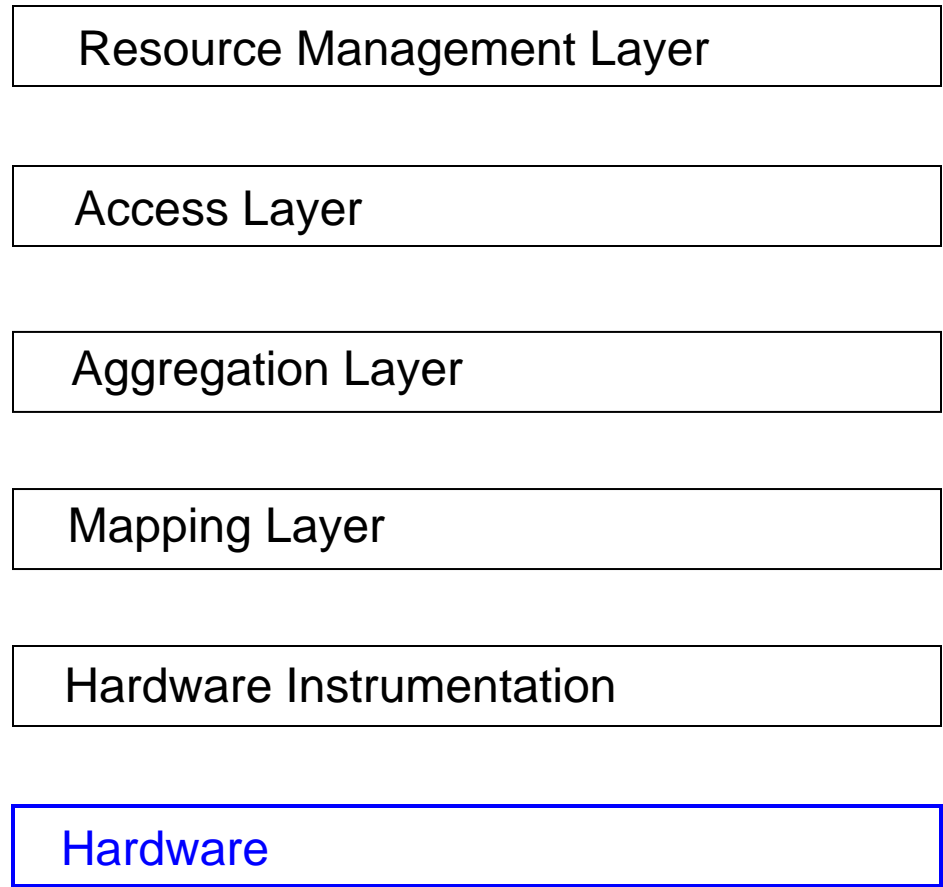 Resource Management Layer
Access Layer
Aggregation Layer
Mapping Layer
Hardware Instrumentation
Hardware